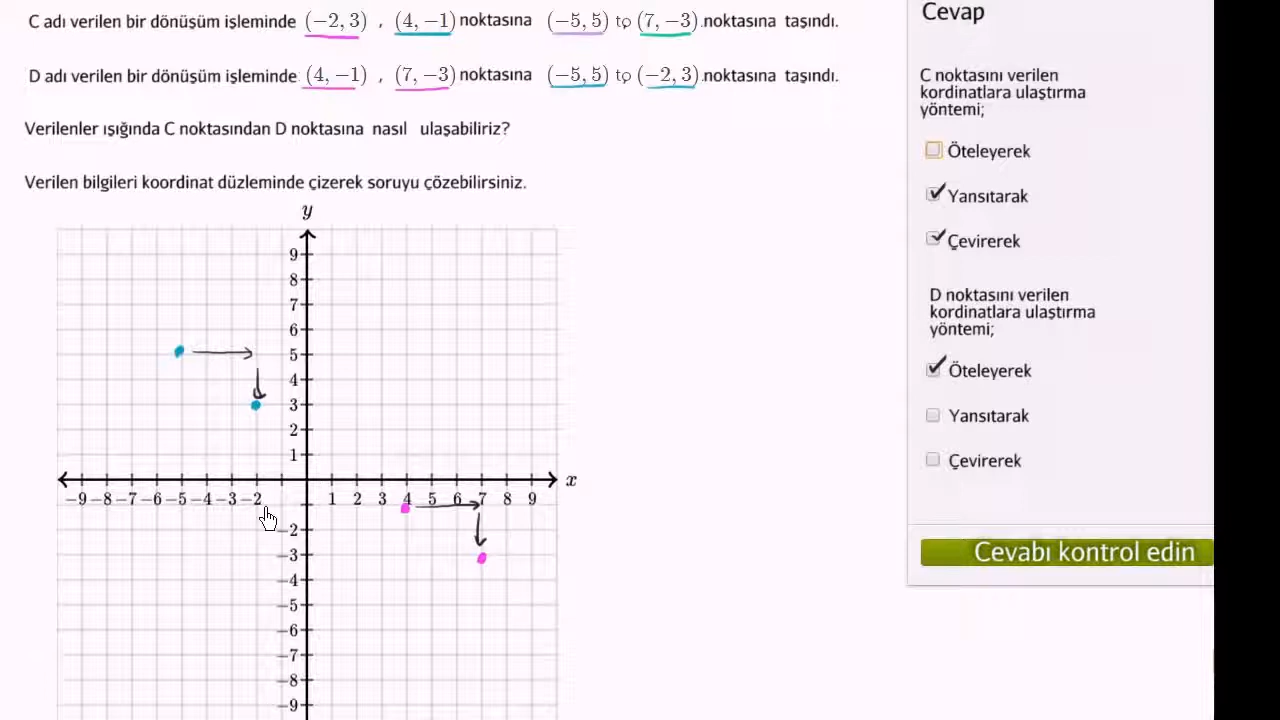 C adı verilen bir dönüşüm işleminde (−2, 3) , (4, −1) noktasına (−5, 5) to (7, −3) .noktasına taşındı.
D adı verilen bir dönüşüm işleminde (4, −1) , (7, −3) noktasına (−5, 5) to (−2, 3) .noktasına taşındı.
Verilenler ışığında C noktasından D noktasına nasıl ulaşabiliriz?
Verilen bilgileri koordinat düzleminde çizerek soruyu çözebilirsiniz.
y
9
8
7
6
5
4
3
2
1
−9 −8 −7 −6 −5 −4 −3 −2 1 2 3 4 5 6 7 8 9 x
−2
−3
−4
−5
−6
−7
−8
−9
Cevap
C noktasını verilen
kordinatlara ulaştırma
yöntemi;
Öteleyerek
Yansıtarak
Çevirerek
D noktasını verilen
kordinatlara ulaştırma
yöntemi;
Öteleyerek
Yansıtarak
Çevirerek
Cevabı kontrol edin